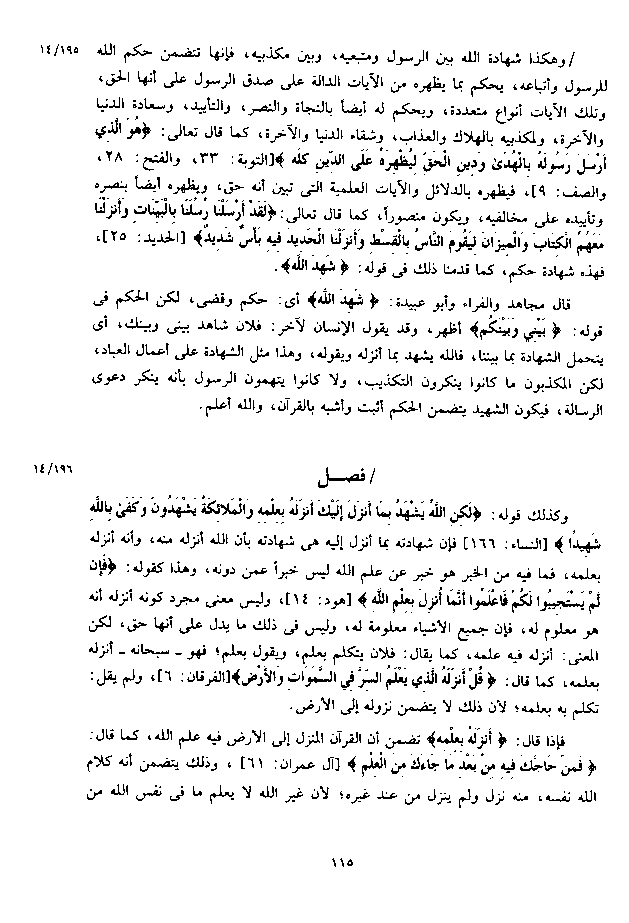 ١٤/١٩٥ /وهكذا شهادة الله بين الرسول ومتبعيه، وبين مكذبيه، فإنها تتضمن حكم الله
للرسول وأتباعه، يحكم بما يظهره من الآيات الدالة على صدق الرسول على أنها الحق،
وتلك الآيات أنواع متعددة، ويحكم له أيضاً بالنجاة والنصر، والتأييد، وسعادة الدنيا
والآخرة، ولمكذبيه بالهلاك والعذاب، وشقاء الدنيا والآخرة، كما قال تعالى: ﴿هُوَ الَّذِي
أَرْسَلَ رَسُولَهُ بِالْهُدَىٰ وَدِينِ الْحَقِّ لِيُظْهِرَهُ عَلَى الدِّينِ كُلِّهِ ﴾[التوبة: ٣٣، والفتح: ٢٨،
والصف: ٩]، فيظهره بالدلائل والآيات العلمية التى تبين أنه حق، ويظهره أيضاً بنصره
وتأييده على مخالفيه، ويكون منصوراً، كما قال تعالى: ﴿لَقَدْ أَرْسَلْنَا رُسُلَنَا بِالْبَيِّنَاتِ وَأَنزَلْنَا
مَعَهُمُ الْكِتَابَ وَالْمِيزَانَ لِيَقُومَ النَّاسُ بِالْقِسْطِ وَأَنزَلْنَا الْحَدِيدَ فِيهِ بَأْسٌ شَدِيدٌ﴾ [الحديد: ٢٥]،
فهذه شهادة حكم، كما قدمنا ذلك فى قوله: ﴿ شَهِدَ اللَّهُ﴾.
قال مجاهد والفراء وأبو عبيدة: ﴿ شَهِدَ اللَّهُ﴾ أى: حكم وقضى، لكن الحكم فى
قوله: ﴿ بَيْنِي وَبَيْنَكُمْ﴾ أظهر، وقد يقول الإنسان لآخر: فلان شاهد بينى وبينك، أى
يتحمل الشهادة بما بيننا، فالله يشهد بما أنزله ويقوله، وهذا مثل الشهادة على أعمال العباد،
لكن المكذبون ما كانوا ينكرون التكذيب، ولا كانوا يتهمون الرسول بأنه ينكر دعوى
الرسالة، فيكون الشهيد يتضمن الحكم أثبت وأشبه بالقرآن، والله أعلم.
١٤/١٩٦ / فصــل
وكذلك قوله: ﴿لَكِنِ اللَّهُ يَشْهَدُ بِمَا أَنزَلَ إِلَيْكَ أَنزَلَهُ بِعِلْمِهِ وَالْمَلَائِكَةُ يَشْهَدُونَ وَكَفَىٰ بِاللَّهِ
شَهِيدًا ﴾ [النساء: ١٦٦] فإن شهادته بما أنزل إليه هى شهادته بأن الله أنزله منه، وأنه أنزله
بعلمه، فما فيه من الخبر هو خبر عن علم الله ليس خبراً عمن دونه، وهذا كقوله: ﴿فَإِن
لَّمْ يَسْتَجِيبُوا لَكُمْ فَاعْلَمُوا أَنَّمَا أُنزِلَ بِعِلْمِ اللَّهِ ﴾ [هود: ١٤]، وليس معنى مجرد كونه أنزله أنه
هو معلوم له، فإن جميع الأشياء معلومة له، وليس فى ذلك ما يدل على أنها حق، لكن
المعنى: أنزله فيه علمه، كما يقال: فلان يتكلم بعلم، ويقول بعلم؛ فهو ـ سبحانه ـ أنزله
بعلمه، كما قال: ﴿ قُلْ أَنزَلَهُ الَّذِي يَعْلَمُ السِّرَّ فِي السَّمَوَاتِ وَالأَرْضِ﴾[الفرقان: ٦]، ولم يقل:
تكلم به بعلمه؛ لأن ذلك لا يتضمن نزوله إلى الأرض.
فإذا قال: ﴿ أَنزَلَهُ بِعِلْمِهِ﴾ تضمن أن القرآن المنزل إلى الأرض فيه علم الله، كما قال:
﴿ فَمَنْ حَاجَّكَ فِيهِ مِنْ بَعْدِ مَا جَاءَكَ مِنَ الْعِلْمِ ﴾ [آل عمران: ٦١] ، وذلك يتضمن أنه كلام
الله نفسه، منه نزل ولم ينزل من عند غيره؛ لأن غير الله لا يعلم ما فى نفس الله من
١١٥